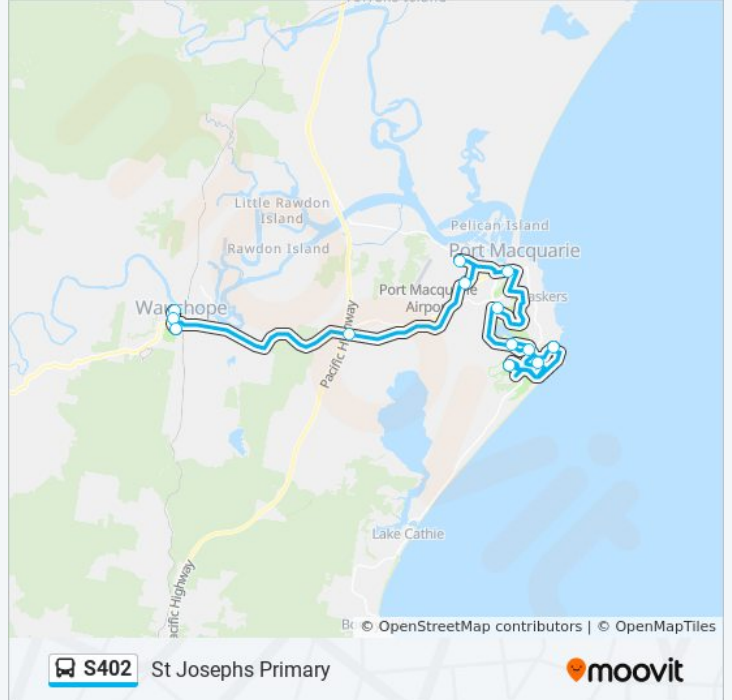 Little Rawdon
Island
Pelican Island
Rawdon Island
Port Macquarie
Port Macquarie
Airport
Wauchope
Pacific Highway
Lake Cathie
Pacific Highway
© OpenStreetMap contributors | © OpenMapTiles
S402 St Josephs Primary
moovit